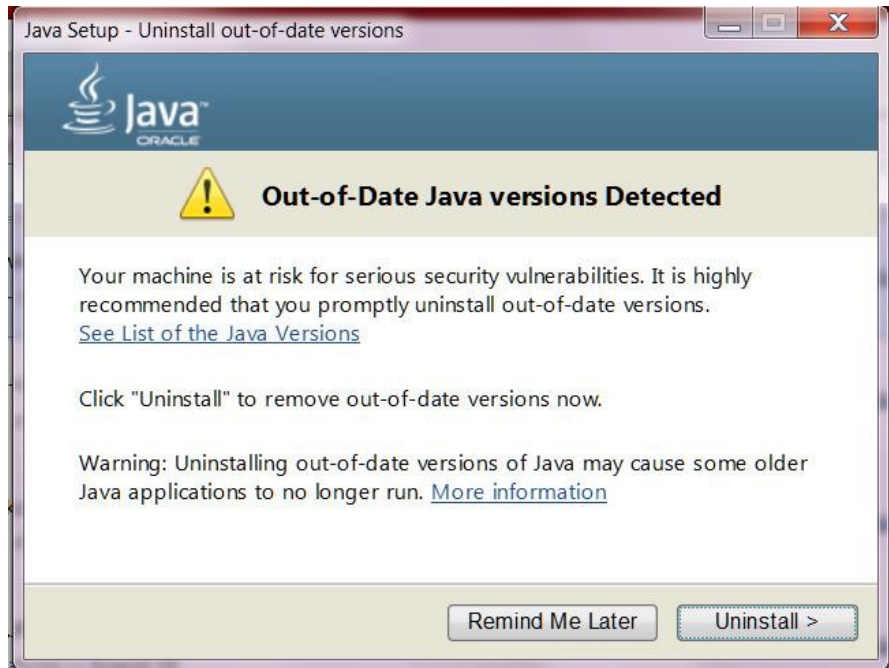 Java Setup - Uninstall out-of-date versions
Java™
ORACLE
Out-of-Date Java versions Detected
Your machine is at risk for serious security vulnerabilities. It is highly
recommended that you promptly uninstall out-of-date versions.
See List of the Java Versions
Click "Uninstall" to remove out-of-date versions now.
Warning: Uninstalling out-of-date versions of Java may cause some older
Java applications to no longer run. More information
Remind Me Later
Uninstall >